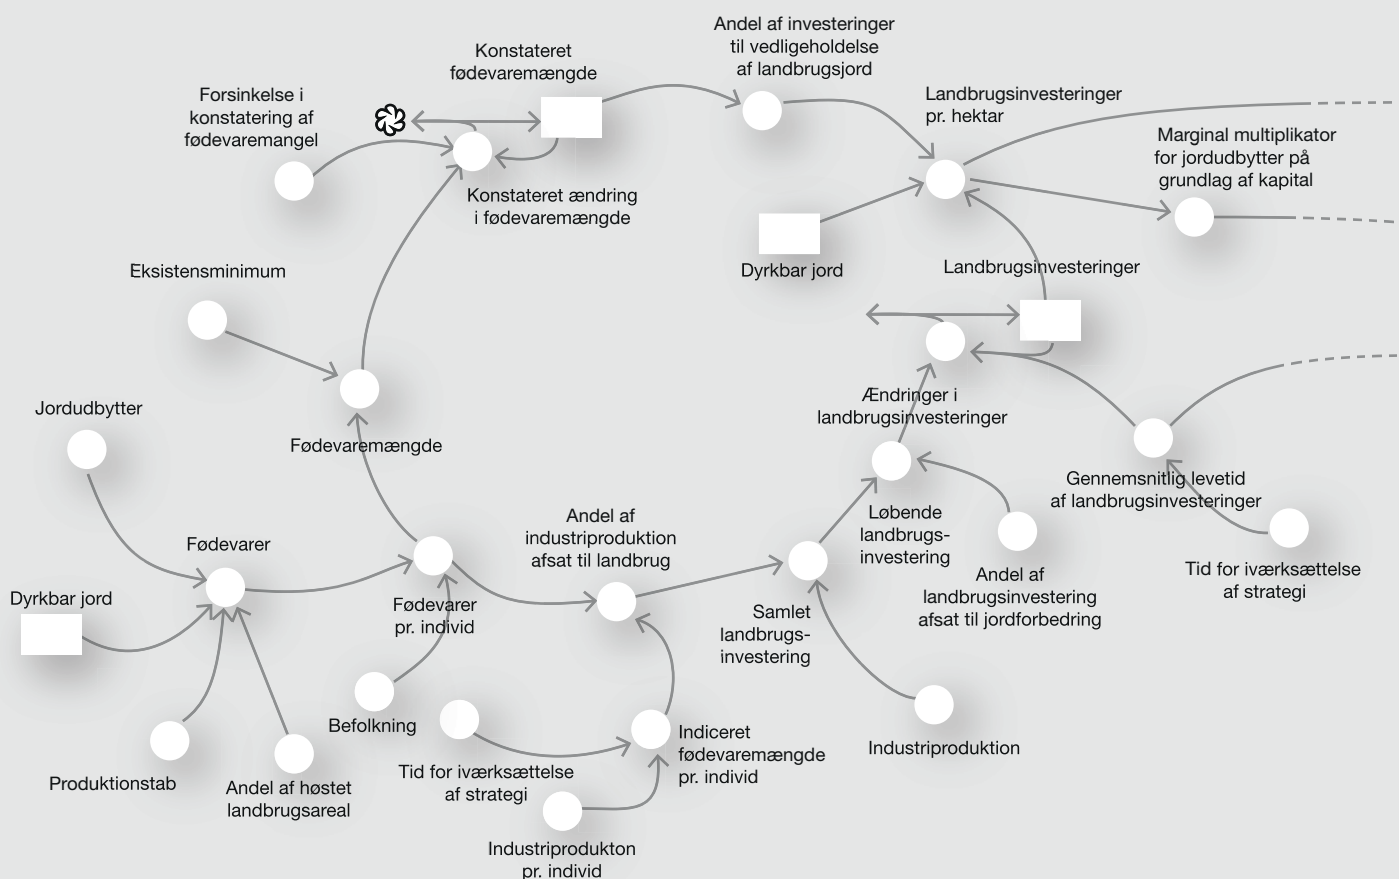 Andel af investeringer
til vedligeholdelse
af landbrugsjord
Konstateret
fødevaremængde
Forsinkelse i
konstatering af
fødevaremangel
Landbrugsinvesteringer
pr. hektar
Marginal multiplikator
for jordudbytter på
grundlag af kapital
Konstateret ændring
i fødevaremængde
Eksistensminimum
Dyrkbar jord
Landbrugsinvesteringer
Jordudbytter
Fødevaremængde
Ændringer i
landbrugsinvesteringer
Gennemsnitlig levetid
af landbrugsinvesteringer
Fødevarer
Andel af
industriproduktion
afsat til landbrug
Løbende
landbrugs-
investering
Dyrkbar jord
Fødevarer
pr. individ
Samlet
landbrugs-
investering
Andel af
landbrugsinvestering
afsat til jordforbedring
Tid for iværksættelse
af strategi
Befolkning
Indiceret
fødevaremængde
pr. individ
Industriproduktion
Produktionstab
Andel af høstet
landbrugsareal
Tid for iværksættelse
af strategi
Industriprodukton
pr. individ